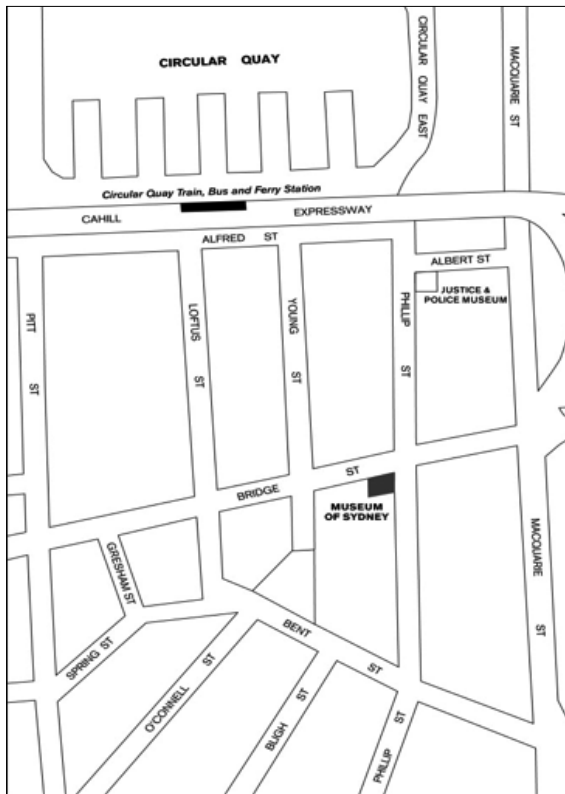 CIRCULAR QUAY
CIRCULAR QUAY EAST
MACQUARIE ST
Circular Quay Train, Bus and Ferry Station
CAHILL EXPRESSWAY
ALFRED ST
ALBERT ST
JUSTICE &
POLICE MUSEUM
PITT ST
LOFTUS ST
YOUNG ST
PHILLIP ST
BRIDGE ST
MUSEUM
OF SYDNEY
GRESHAM ST
MACQUARIE ST
SPRING ST
BENT ST
O'CONNELL ST
BLIGH ST
PHILLIP ST